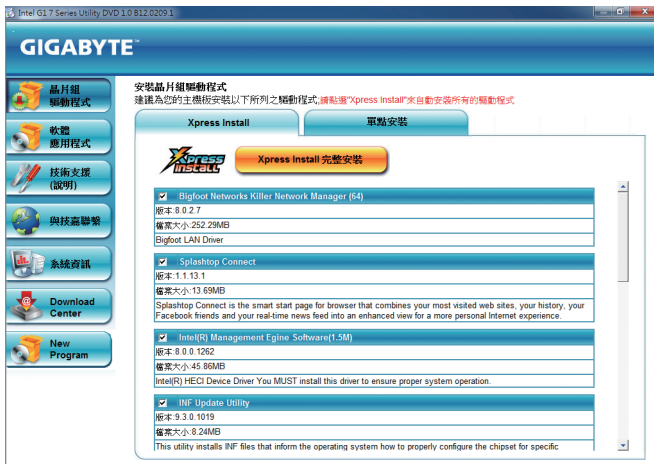 Intel G1 7 Series Utility DVD 1.0 B12.0209.1
GIGABYTE™
晶片組
驅動程式
軟體
應用程式
技術支援
(說明)
與技嘉聯繫
系統資訊
Download
Center
New
Program
安裝晶片組驅動程式
建議為您的主機板安裝以下所列之驅動程式;請點選"Xpress Install"來自動安裝所有的驅動程式
Xpress Install
單點安裝
Xpress
INSTALL
Xpress Install 完整安裝
Bigfoot Networks Killer Network Manager (64)
版本:8.0.2.7
檔案大小:252.29MB
Bigfoot LAN Driver
Splashtop Connect
版本:1.1.13.1
檔案大小:13.69MB
Splashtop Connect is the smart start page for browser that combines your most visited web sites, your history, your
Facebook friends and your real-time news feed into an enhanced view for a more personal Internet experience.
Intel(R) Management Egine Software(1.5M)
版本:8.0.0.1262
檔案大小:45.86MB
Intel(R) HECI Device Driver You MUST install this driver to ensure proper system operation.
INF Update Utility
版本:9.3.0.1019
檔案大小:8.24MB
This utility installs INF files that inform the operating system how to properly configure the chipset for specific